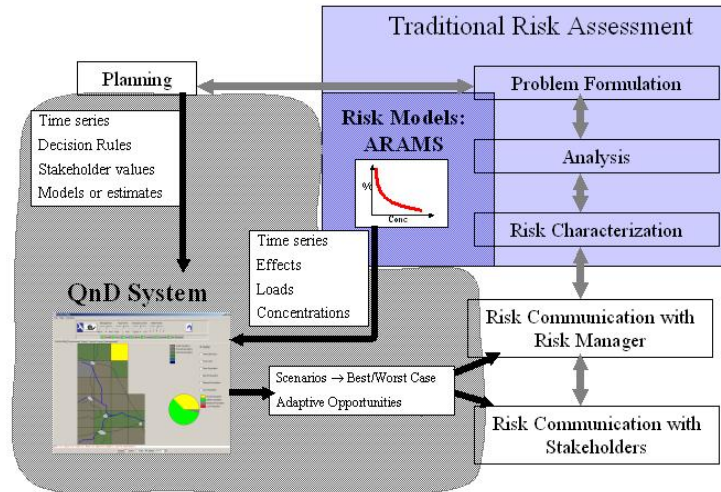 Traditional Risk Assessment
Planning
Problem Formulation
Time series
Decision Rules
Stakeholder values
Models or estimates
Risk Models:
ARAMS
%
Conc
Analysis
Risk Characterization
Time series
Effects
Loads
Concentrations
QnD System
Risk Communication with
Risk Manager
Scenarios → Best/Worst Case
Adaptive Opportunities
Risk Communication with
Stakeholders